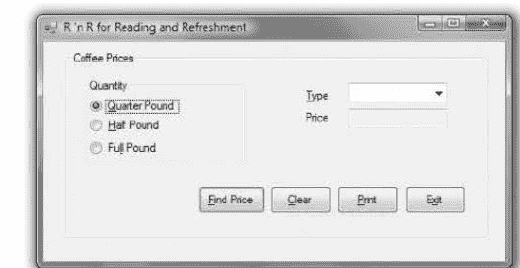 R 'n R for Reading and Refreshment
Coffee Prices
Quantity
Quarter Pound
Half Pound
Full Pound
Type
Price
Find Price Clear Print Exit